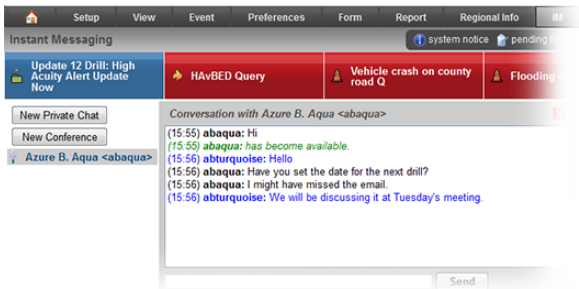 Setup View Event Preferences Form Report Regional Info IM
Instant Messaging system notice pending
Update 12 Drill: High
Acuity Alert Update
Now
HAvBED Query
Vehicle crash on county
road Q
Flooding
New Private Chat
New Conference
Azure B. Aqua <abaqua>
Conversation with Azure B. Aqua <abaqua>
(15:55) abaqua: Hi
(15:55) abaqua: has become available.
(15:56) abturquoise: Hello
(15:56) abaqua: Have you set the date for the next drill?
(15:56) abaqua: I might have missed the email.
(15:56) abturquoise: We will be discussing it at Tuesday's meeting.
Send